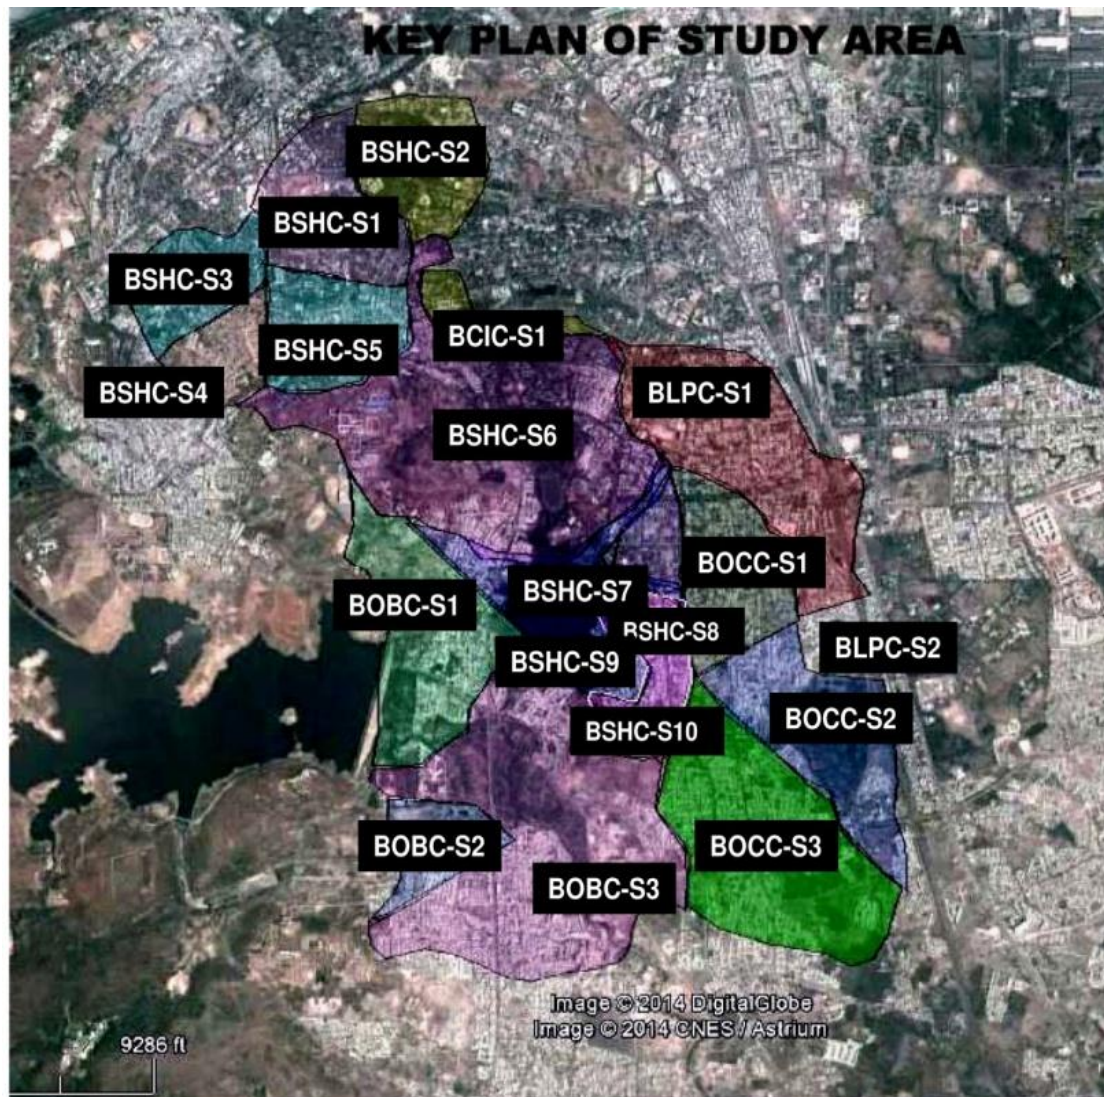 KEY PLAN OF STUDY AREA
BSHC-S2
BSHC-S1
BSHC-S3
BCIC-S1
BSHC-S5
BSHC-S4
BLPC-S1
BSHC-S6
BOCC-S1
BSHC-S7
BOBC-S1
BSHC-S8
BLPC-S2
BSHC-S9
BOCC-S2
BSHC-S10
BOBC-S2
BOCC-S3
BOBC-S3
Image © 2014 DigitalGlobe
Image © 2014 CNES / Astrium
9286 ft